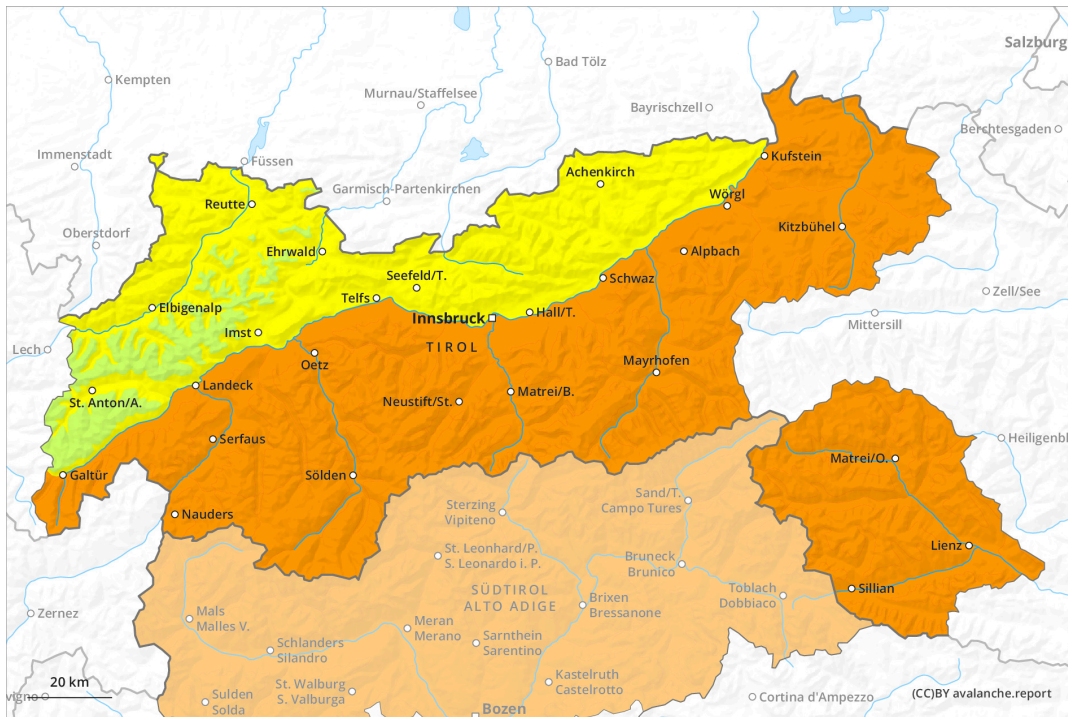 Salzburg
Bad Tölz
Kempten
Murnau/Staffelsee
Bayrischzell
Berchtesgaden
Immenstadt
Füssen
Kufstein
Achenkirch
Garmisch-Partenkirchen
Reutte
Wörgl
Oberstdorf
Kitzbühel
Ehrwald
Alpbach
Seefeld/T.
Schwaz
Zell/See
Telfs
Elbigenalp
Hall/T.
Innsbruck
Mittersill
Imst
TIROL
Lech
Oetz
Mayrhofen
Landeck
St. Anton/A.
Neustift/St.
Matrei/B.
Serfaus
Heiligenbl
Matrei/O.
Galtür
Sölden
Sand/T.
Campo Tures
Sterzing
Vipiteno
Nauders
Lienz
St. Leonhard/P.
S. Leonardo i. P.
Bruneck
Brunico
SÜDTIROL
ALTO ADIGE
Toblach
Dobbiaco
Sillian
Brixen
Bressanone
Zernez
Mals
Malles V.
Meran
Merano
Sarnthein
Sarentino
Schlanders
Silandro
Kastelruth
Castelrotto
20 km
St. Walburg
S. Valburga
Sulden
Solda
vigno
Cortina d'Ampezzo
(CC)BY avalanche.report
Bozen